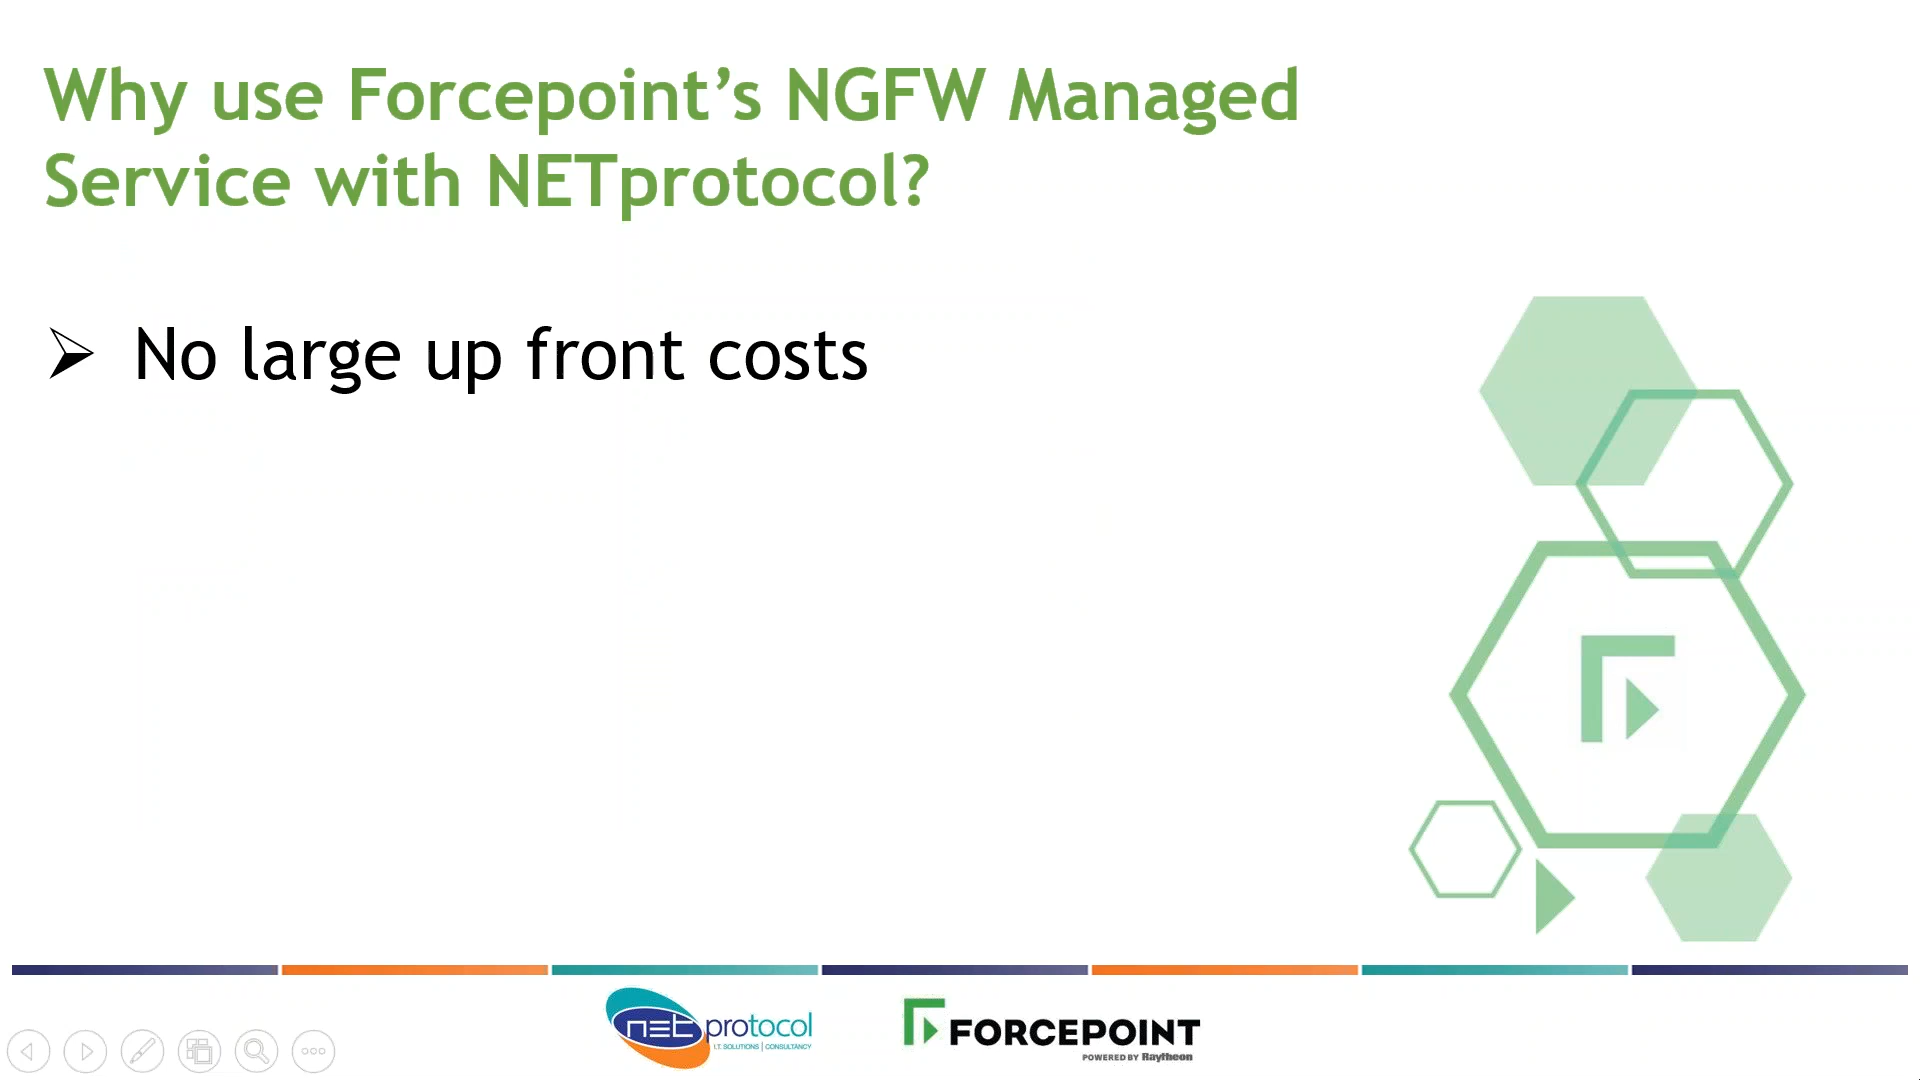 Why use Forcepoint’s NGFW Managed
Service with NETprotocol?
No large up front costs
net protocol
I.T. SOLUTIONS | CONSULTANCY
FORCEPOINT
POWERED BY Raytheon